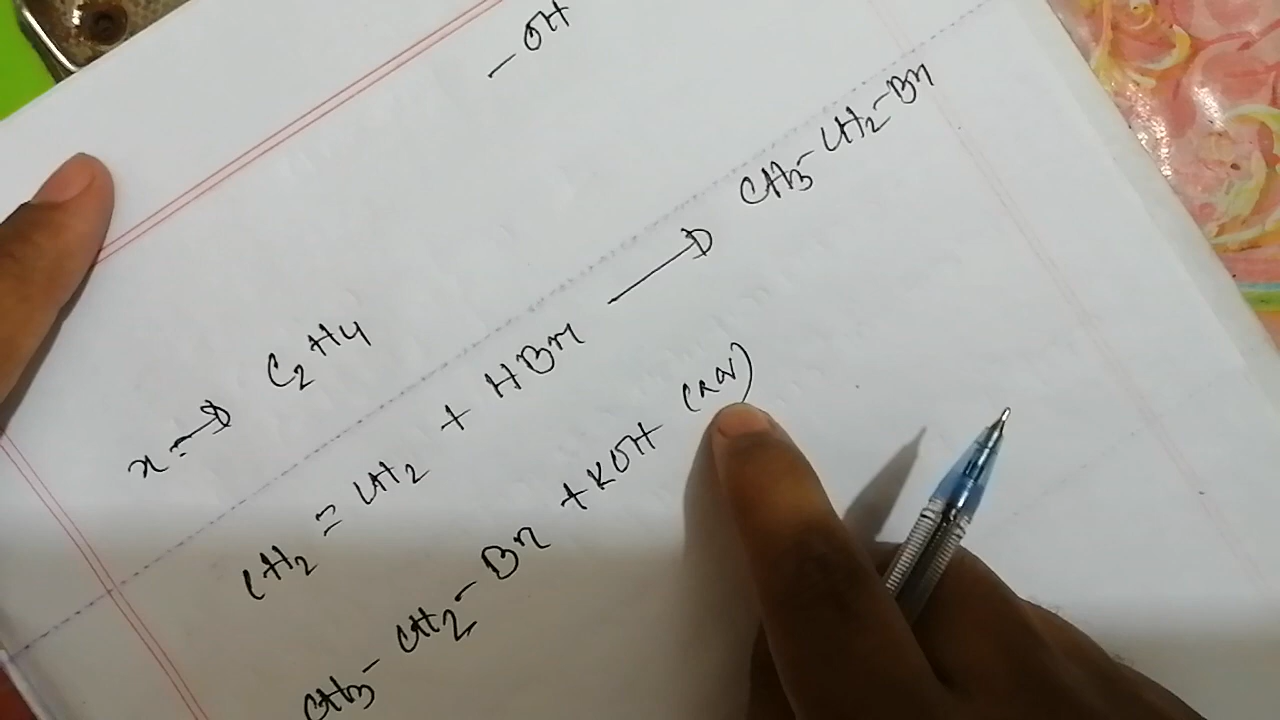 – OH
x → C2H4
CH2 = CH2 + HBr → CH3 – CH2 – Br
CH3 – CH2 – Br + KOH (aq)